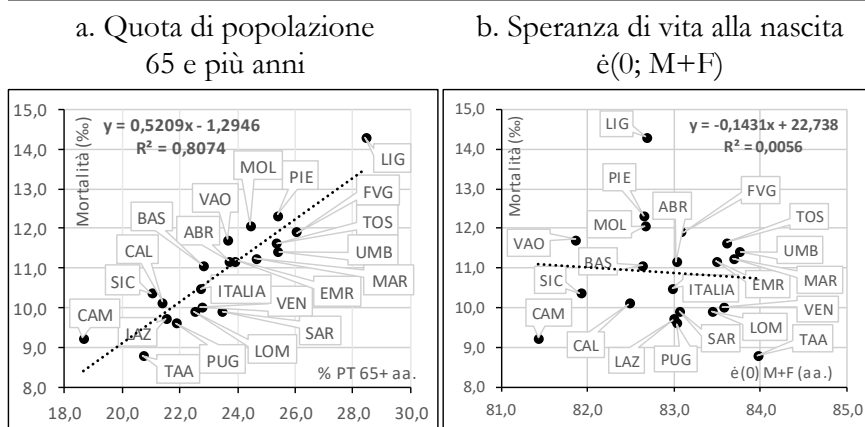 a. Quota di popolazione
65 e più anni
15,0
14,0
13,0
12,0
11,0
10,0
9,0
8,0
Mortalità (‰)
y = 0,5209x - 1,2946
R² = 0,8074
LIG
MOL
PIE
VAO
FVG
BAS
ABR
TOS
CAL
UMB
SIC
ITALIA
EMR
MAR
CAM
VEN
LAZ
SAR
TAA
PUG
LOM
% PT 65+ aa.
18,0 20,0 22,0 24,0 26,0 28,0 30,0
b. Speranza di vita alla nascita
ė(0; M+F)
15,0
14,0
13,0
12,0
11,0
10,0
9,0
8,0
Mortalità (‰)
LIG
y = -0,1431x + 22,738
R² = 0,0056
PIE
ABR
FVG
MOL
TOS
VAO
UMB
BAS
SIC
ITALIA
EMR
MAR
CAM
VEN
CAL
SAR
LOM
LAZ
PUG
TAA
ė(0) M+F (aa.)
81,0 82,0 83,0 84,0 85,0